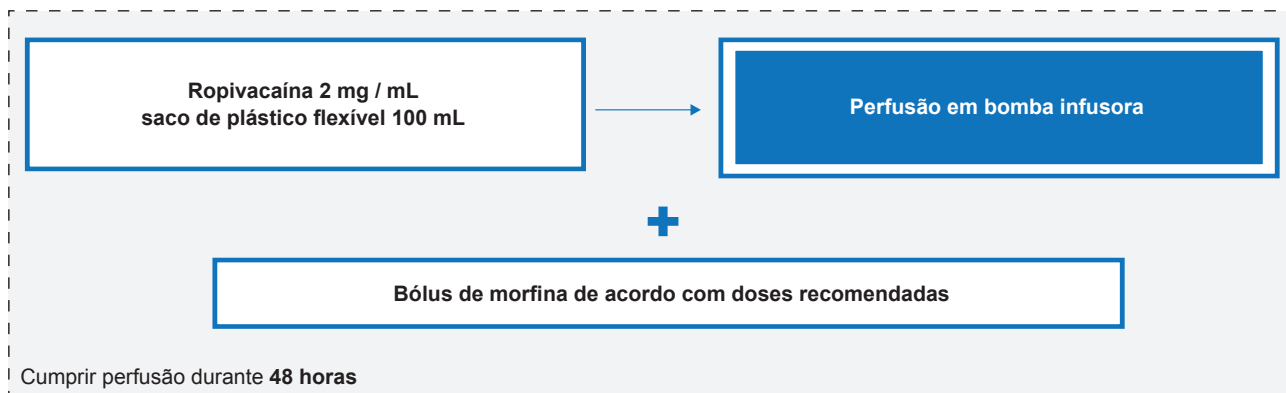 Ropivacaína 2 mg / mL
saco de plástico flexível 100 mL
Perfusão em bomba infusora
Bólus de morfina de acordo com doses recomendadas
Cumprir perfusão durante 48 horas